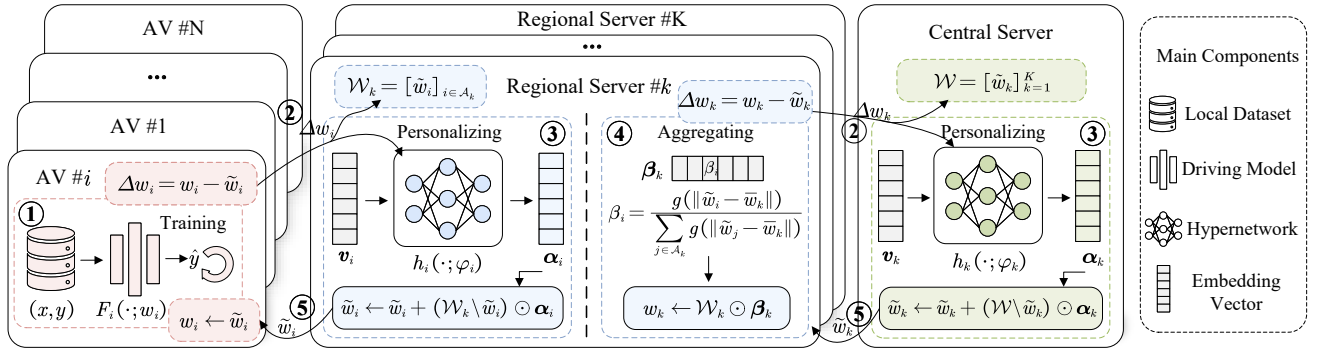 AV #N
...
AV #1
AV #i
Δw_i = w_i − w̃_i
①
Training
ŷ
(x, y)
F_i(·; w_i)
w_i ← w̃_i
②
Δw_i
⑤
w̃_i
Regional Server #K
...
Regional Server #k
𝒲_k = [w̃_i]_{i∈𝒜_k}
Personalizing
③
v_i
h_i(·; φ_i)
α_i
w̃_i ← w̃_i + (𝒲_k\w̃_i) ⊙ α_i
Δw_k = w_k − w̃_k
④
Aggregating
β_k
β_i
β_i = g(‖w̃_i − w̅_k‖) / ∑_{j∈𝒜_k} g(‖w̃_j − w̅_k‖)
w_k ← 𝒲_k ⊙ β_k
②
Δw_k
⑤
w̃_k
Central Server
𝒲 = [w̃_k]_{k=1}^K
Personalizing
③
v_k
h_k(·; φ_k)
α_k
w̃_k ← w̃_k + (𝒲\w̃_k) ⊙ α_k
Main Components
Local Dataset
Driving Model
Hypernetwork
Embedding
Vector